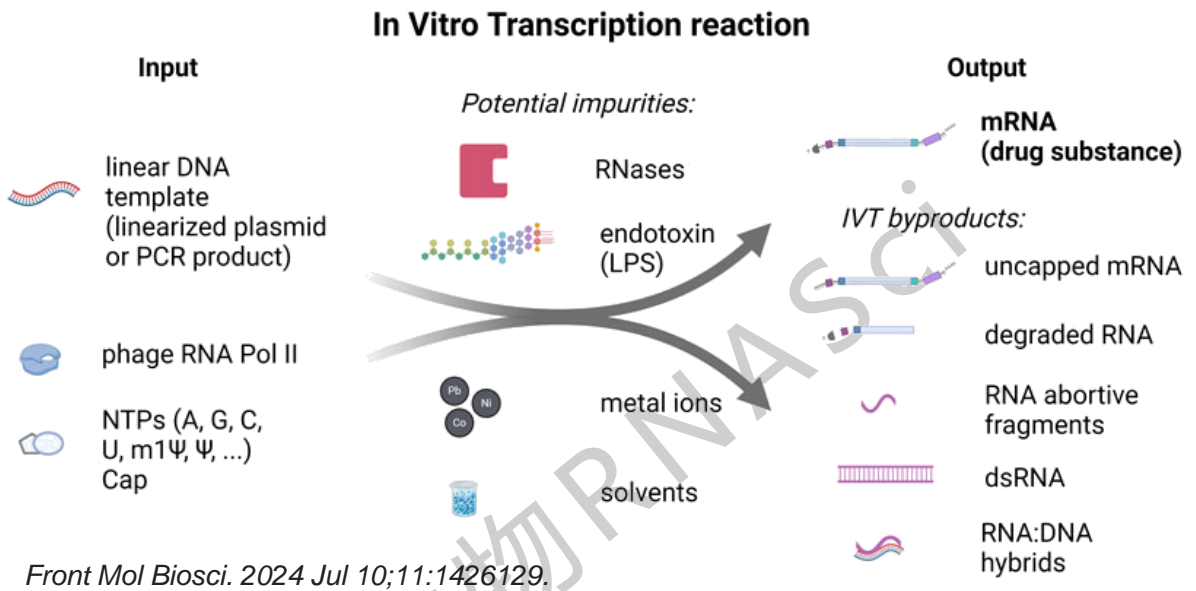 In Vitro Transcription reaction
Input
linear DNA
template
(linearized plasmid
or PCR product)
phage RNA Pol II
NTPs (A, G, C,
U, m1Ψ, Ψ, ...)
Cap
Potential impurities:
RNases
endotoxin
(LPS)
Pb
Ni
Co
metal ions
solvents
Output
mRNA
(drug substance)
IVT byproducts:
uncapped mRNA
degraded RNA
RNA abortive
fragments
dsRNA
RNA:DNA
hybrids
Front Mol Biosci. 2024 Jul 10;11:1426129.
物RNASci